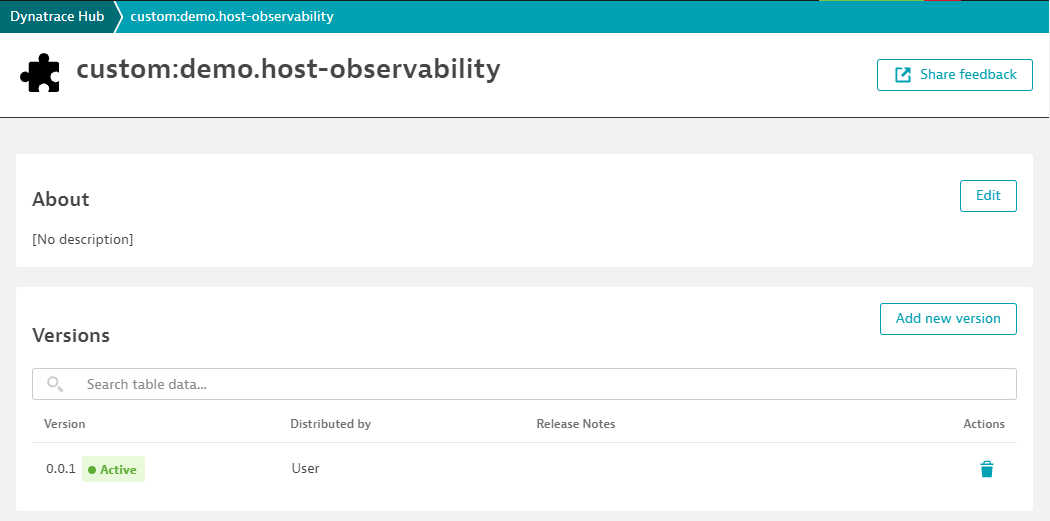 Dynatrace Hub custom:demo.host-observability
custom:demo.host-observability
Share feedback
About
Edit
[No description]
Add new version
Versions
Search table data...
Version Distributed by Release Notes Actions
0.0.1 Active User